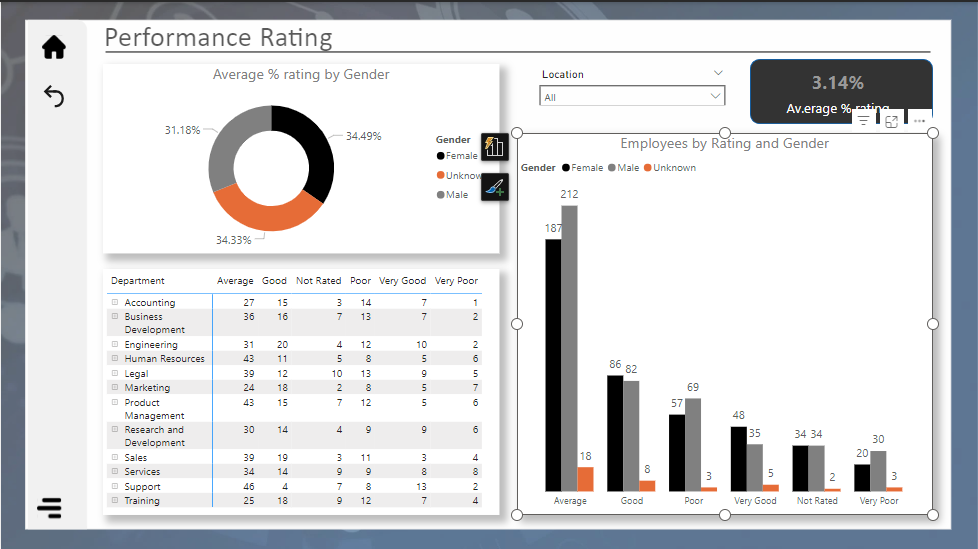 Performance Rating
Average % rating by Gender
31.18%
34.49%
34.33%
Gender
Female
Unknow
Male
Location
All
3.14%
Av.erage % rating
Employees by Rating and Gender
Gender Female Male Unknown
212
187
18
86
82
8
57
69
3
48
35
5
34
34
2
20
30
3
Average Good Poor Very Good Not Rated Very Poor
Department Average Good Not Rated Poor Very Good Very Poor
Accounting 27 15 3 14 7 1
Business 36 16 7 13 7 2
Development
Engineering 31 20 4 12 10 2
Human Resources 43 11 5 8 5 6
Legal 39 12 10 13 9 5
Marketing 24 18 2 8 5 7
Product 43 15 7 12 5 6
Management
Research and 30 14 4 9 9 6
Development
Sales 39 19 3 11 3 4
Services 34 14 9 9 8 8
Support 46 4 7 8 13 2
Training 25 18 9 12 7 4